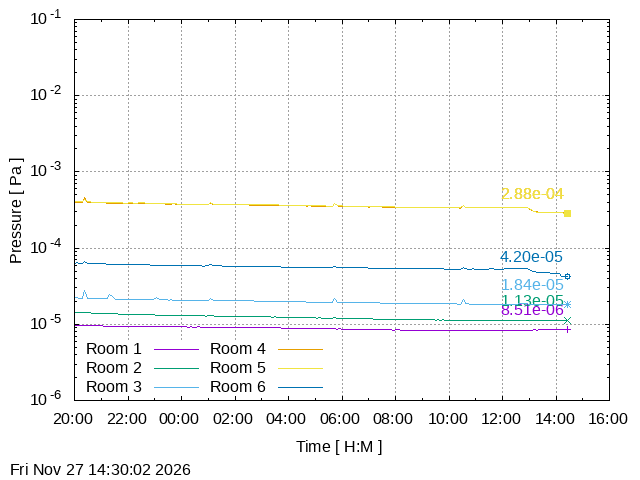 10^-1
10^-2
10^-3
10^-4
10^-5
10^-6
Pressure [ Pa ]
2.88e-04
4.20e-05
1.84e-05
1.13e-05
8.51e-06
Room 1 Room 4
Room 2 Room 5
Room 3 Room 6
20:00 22:00 00:00 02:00 04:00 06:00 08:00 10:00 12:00 14:00 16:00
Time [ H:M ]
Fri Nov 27 14:30:02 2026